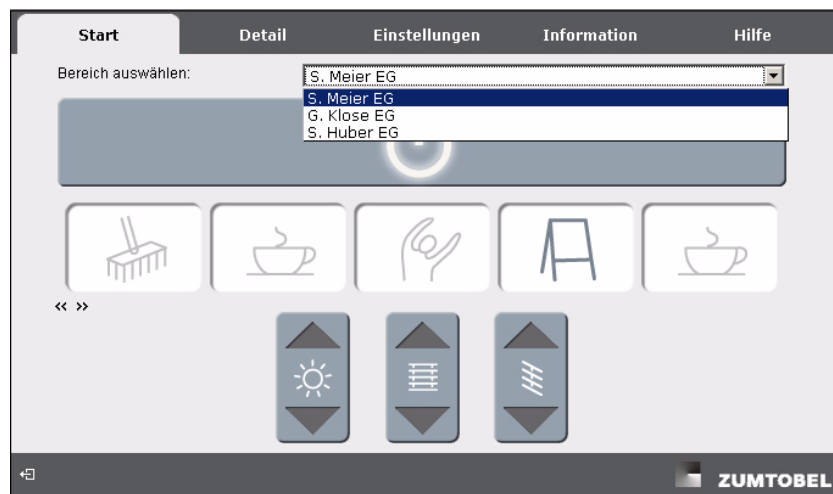 Start Detail Einstellungen Information Hilfe
Bereich auswählen: S. Meier EG
S. Meier EG
G. Klose EG
S. Huber EG
<< >>
ZUMTOBEL